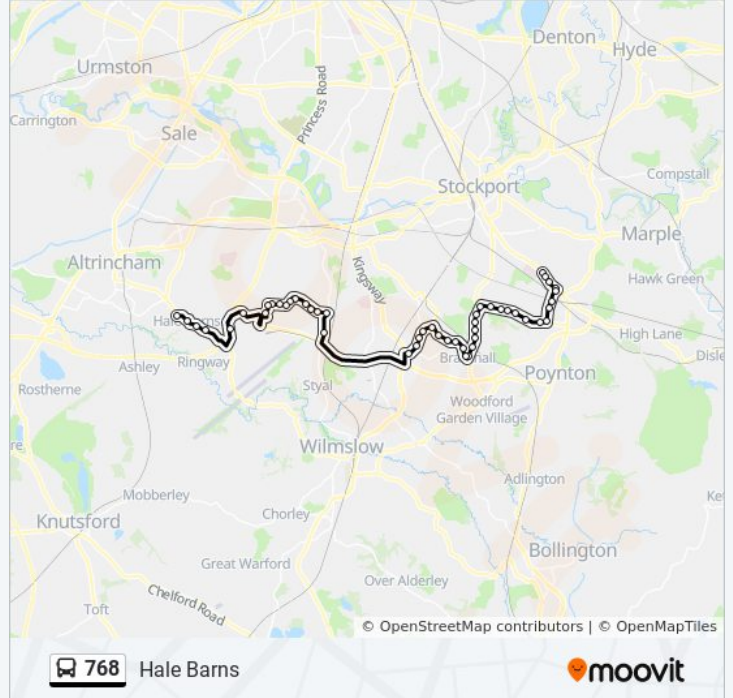 Denton
Hyde
Urmston
Princess Road
Carrington
Sale
Compstall
Stockport
Marple
Altrincham
Kingsway
Hawk Green
Hale Barns
High Lane
Bramhall
Ashley
Ringway
Poynton
Rostherne
Styal
Woodford
Garden Village
Wilmslow
Adlington
Mobberley
Chorley
Knutsford
Bollington
Great Warford
Over Alderley
Chelford Road
Toft
© OpenStreetMap contributors | © OpenMapTiles
768 Hale Barns
moovit